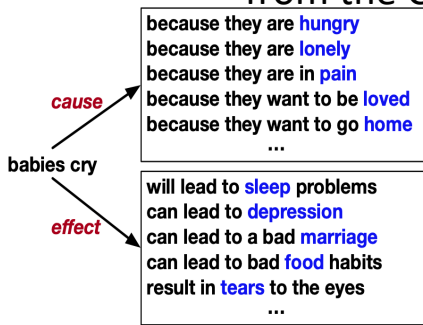 because they are hungry
because they are lonely
because they are in pain
because they want to be loved
because they want to go home
...
cause
babies cry
effect
will lead to sleep problems
can lead to depression
can lead to a bad marriage
can lead to bad food habits
result in tears to the eyes
...